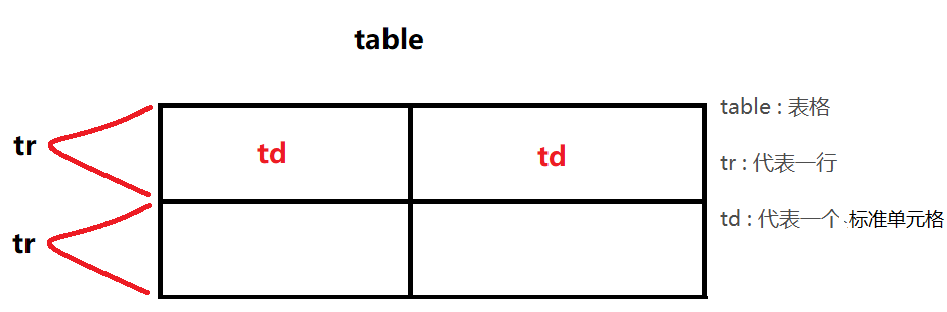 table
table : 表格
tr
td
td
tr : 代表一行
td : 代表一个 、标准单元格
tr